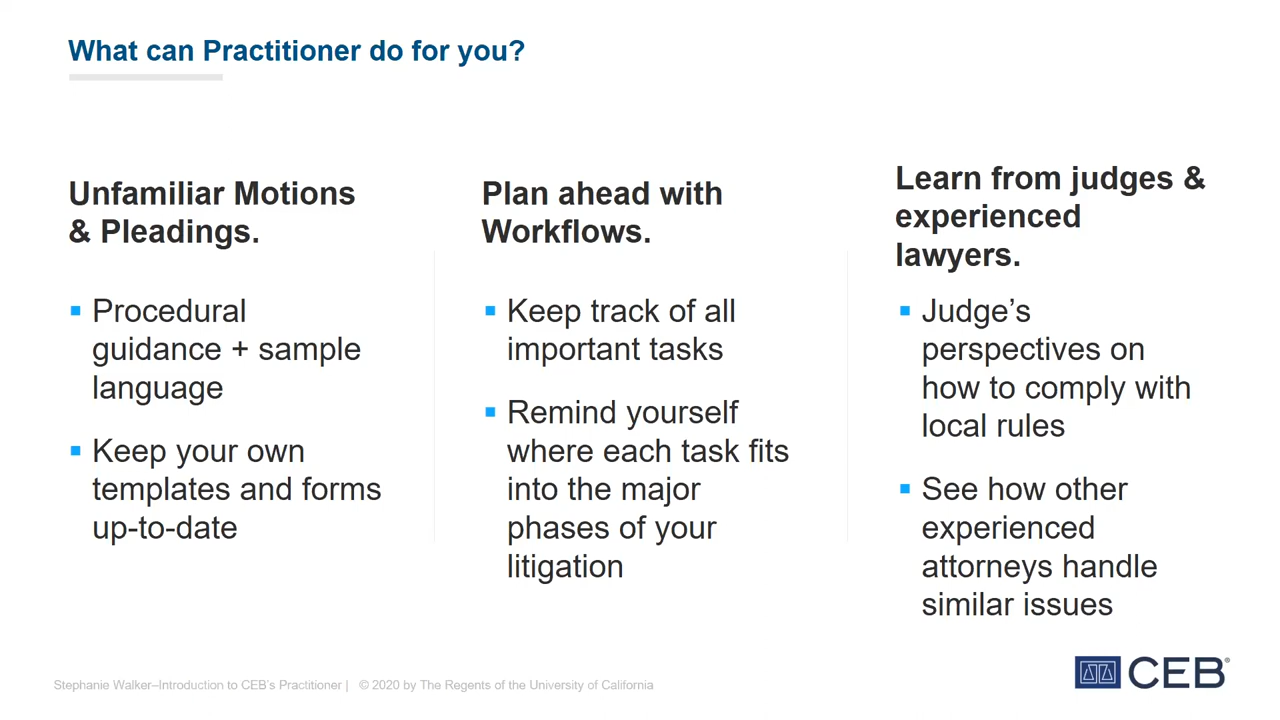 What can Practitioner do for you?
Unfamiliar Motions
& Pleadings.
▪ Procedural
guidance + sample
language
▪ Keep your own
templates and forms
up-to-date
Plan ahead with
Workflows.
▪ Keep track of all
important tasks
▪ Remind yourself
where each task fits
into the major
phases of your
litigation
Learn from judges &
experienced
lawyers.
▪ Judge’s
perspectives on
how to comply with
local rules
▪ See how other
experienced
attorneys handle
similar issues
Stephanie Walker–Introduction to CEB’s Practitioner | © 2020 by The Regents of the University of California
CEB®